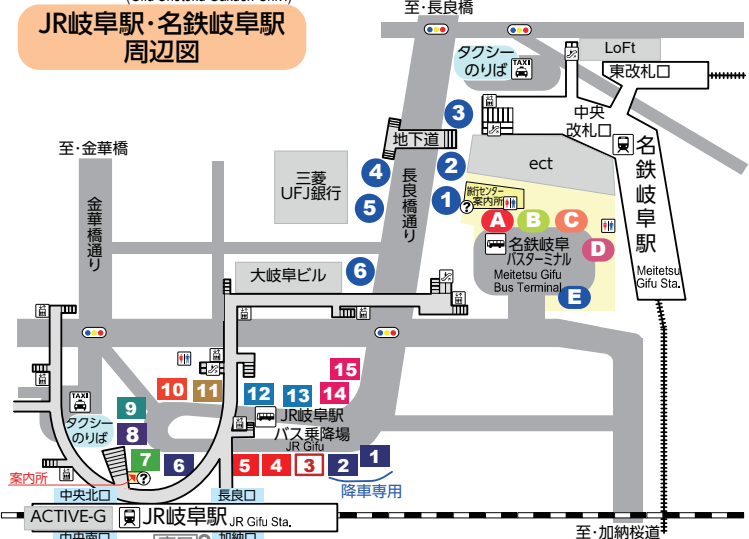 JR岐阜駅・名鉄岐阜駅
周辺図
至・長良橋
タクシー
のりば
TAXI
LoFt
東改札口
中央
改札口
名鉄岐阜駅
Meitetsu
Gifu Sta.
3
地下道
至・金華橋
金華橋通り
三菱
UFJ銀行
4
5
長良橋通り
2
1
ect
旅行センター
案内所
?
A
B
C
D
E
名鉄岐阜
バスターミナル
Meitetsu Gifu
Bus Terminal
大岐阜ビル
6
15
14
13
12
11
10
9
8
7
6
5
4
3
2
1
TAXI
タクシー
のりば
JR岐阜駅
バス乗降場
JR Gifu
降車専用
案内所
?
中央北口
長良口
ACTIVE-G
JR岐阜駅 JR Gifu Sta.
中央南口
加納口
至・加納桜道